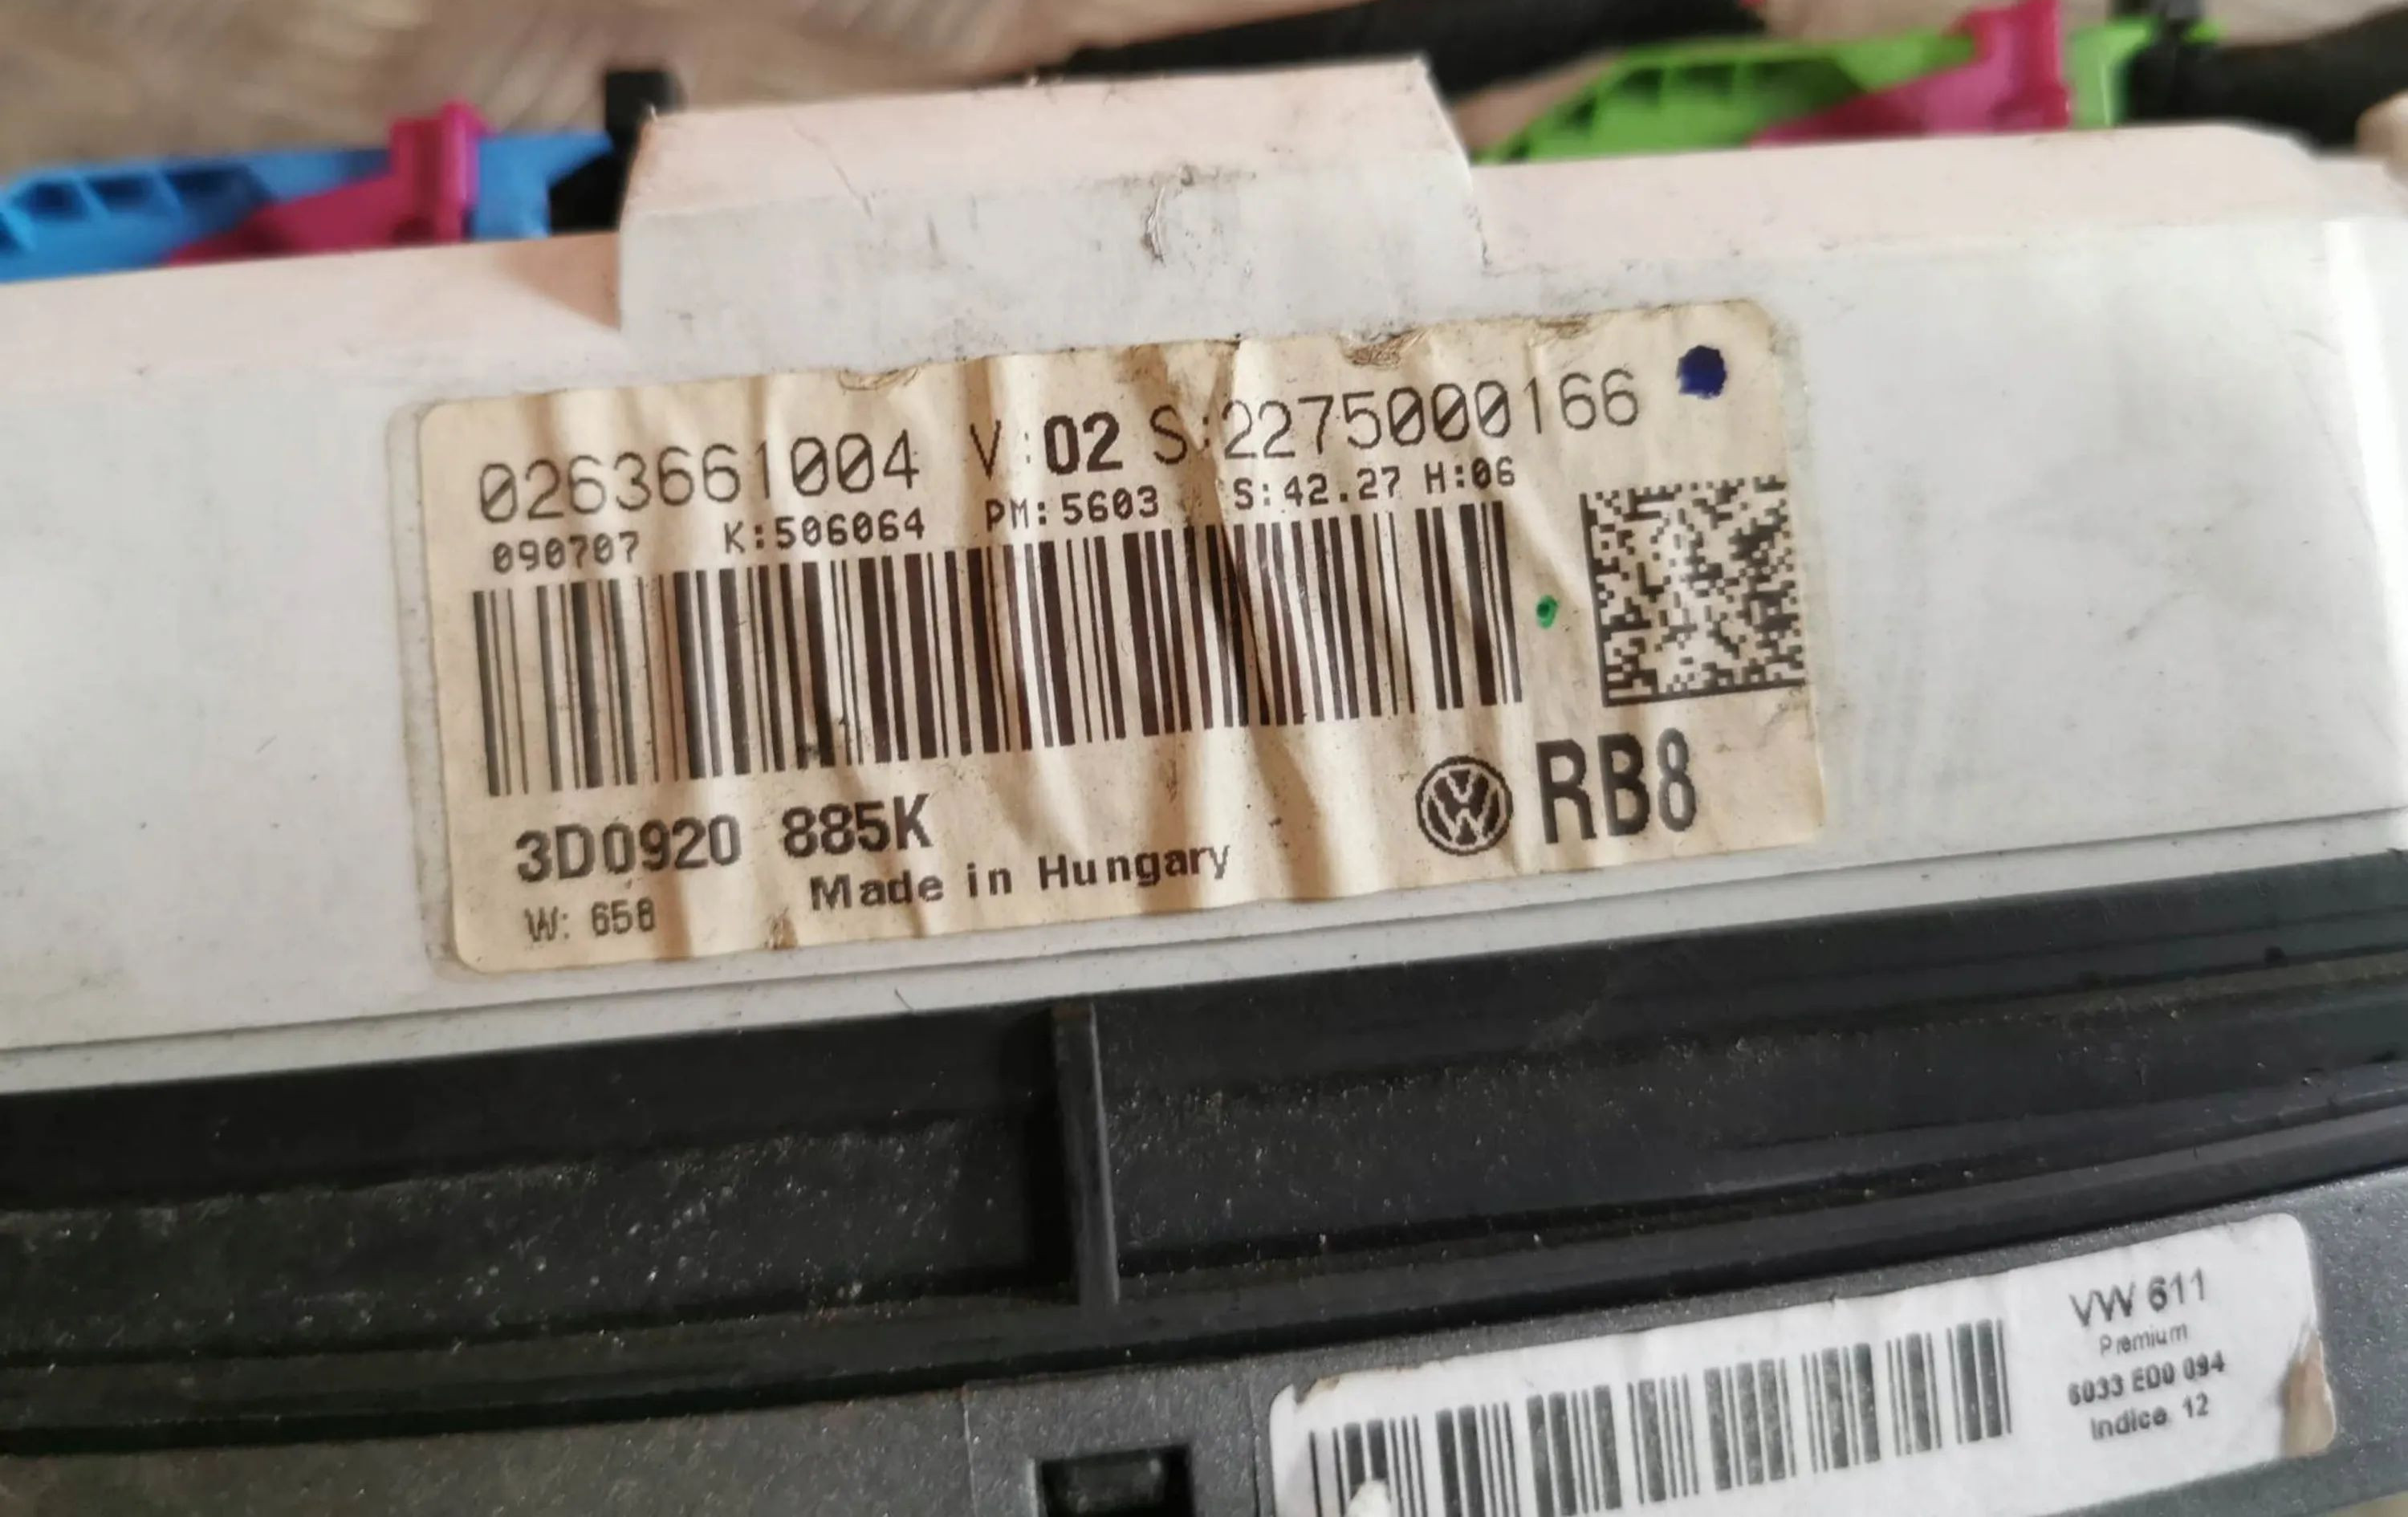 0263661004 V:02 S:2275000166
090707 K:506064 PM:5603 S:42.27 H:06
3D0920 885K
RB8
Made in Hungary
W: 658
VW 611
Premium
6033 ED0 094
Indice 12